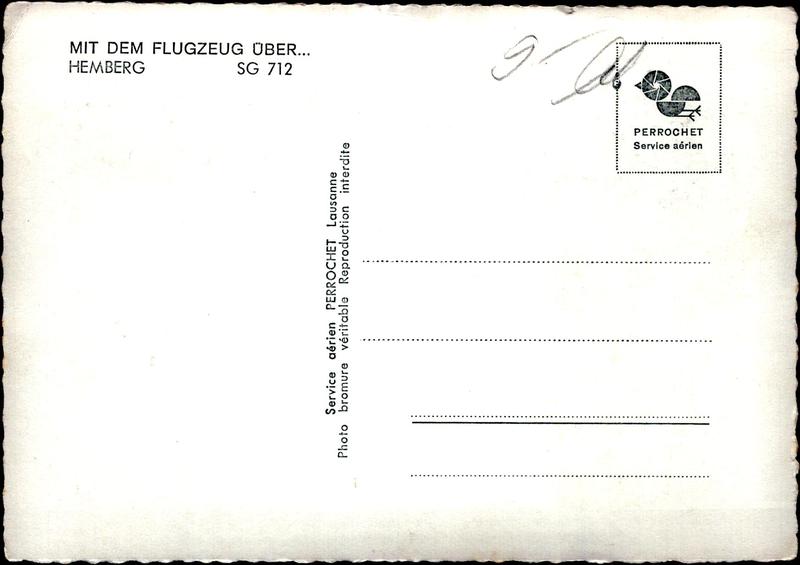 MIT DEM FLUGZEUG ÜBER...
HEMBERG SG 712
PERROCHET
Service aérien
Service aérien PERROCHET Lausanne
Photo bromure véritable Reproduction interdite